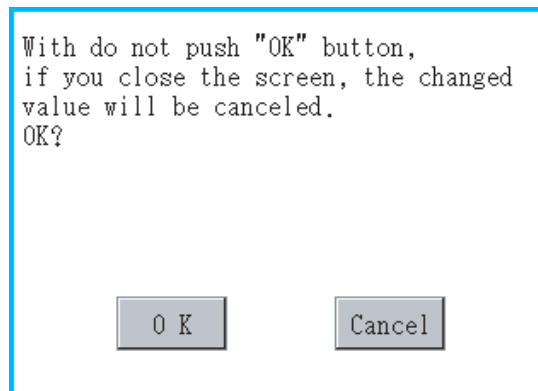 With do not push "OK" button,
if you close the screen, the changed
value will be canceled.
OK?
O K
Cancel